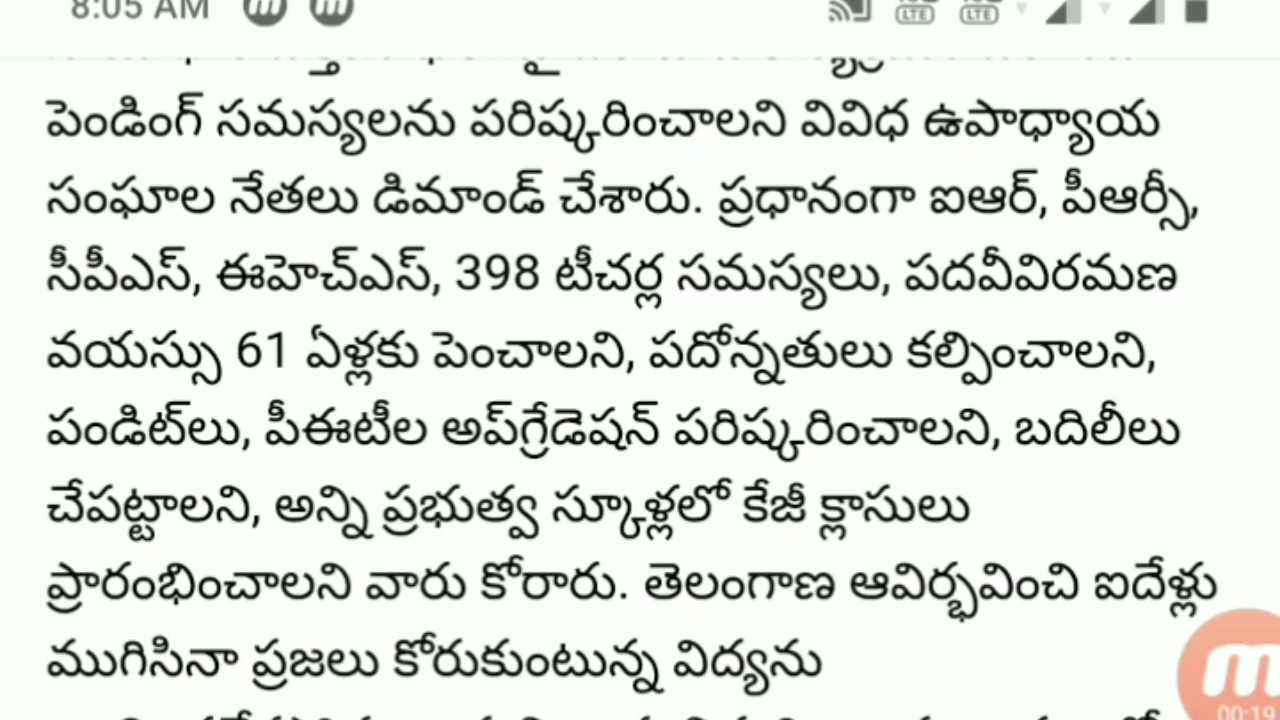 8:05 AM
పెండింగ్ సమస్యలను పరిష్కరించాలని వివిధ ఉపాధ్యాయ
సంఘాల నేతలు డిమాండ్ చేశారు. ప్రధానంగా ఐఆర్, పీఆర్సీ,
సీపీఎస్, ఈహెచ్ఎస్, 398 టీచర్ల సమస్యలు, పదవీవిరమణ
వయస్సు 61 ఏళ్లకు పెంచాలని, పదోన్నతులు కల్పించాలని,
పండిట్‌లు, పీఈటీల అప్‌గ్రేడెషన్ పరిష్కరించాలని, బదిలీలు
చేపట్టాలని, అన్ని ప్రభుత్వ స్కూళ్లలో కేజీ క్లాసులు
ప్రారంభించాలని వారు కోరారు. తెలంగాణ ఆవిర్భవించి ఐదేళ్లు
ముగిసినా ప్రజలు కోరుకుంటున్న విద్యను
00:19